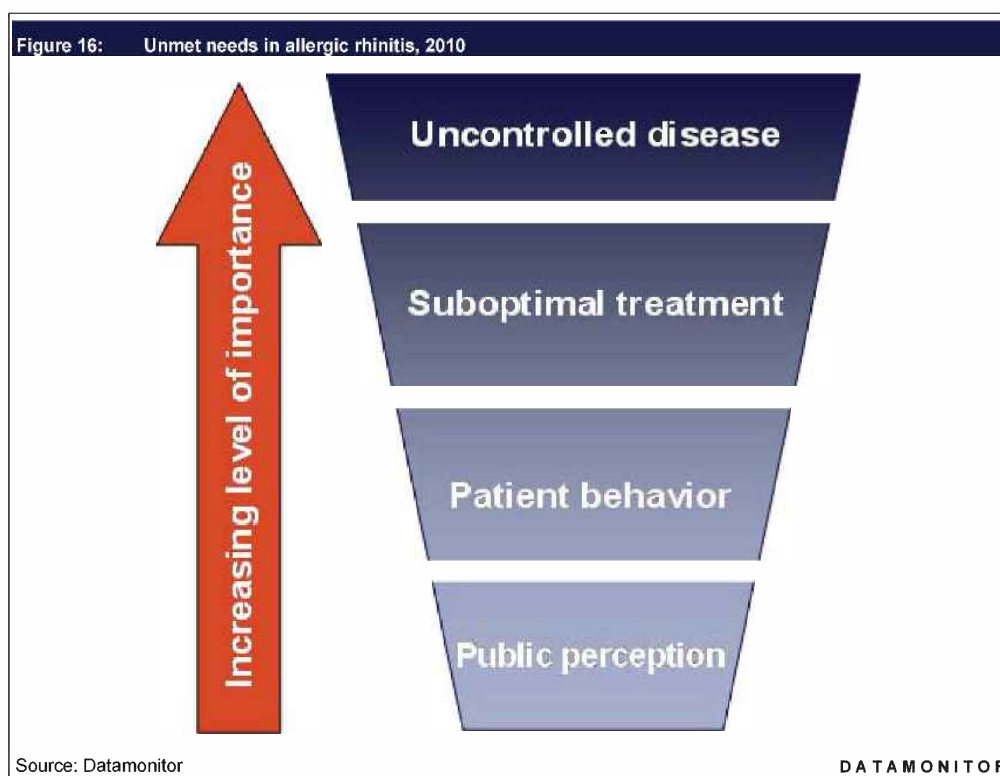 Figure 16: Unmet needs in allergic rhinitis, 2010
Increasing level of importance
Uncontrolled disease
Suboptimal treatment
Patient behavior
Public perception
Source: Datamonitor
DATAMONITOR